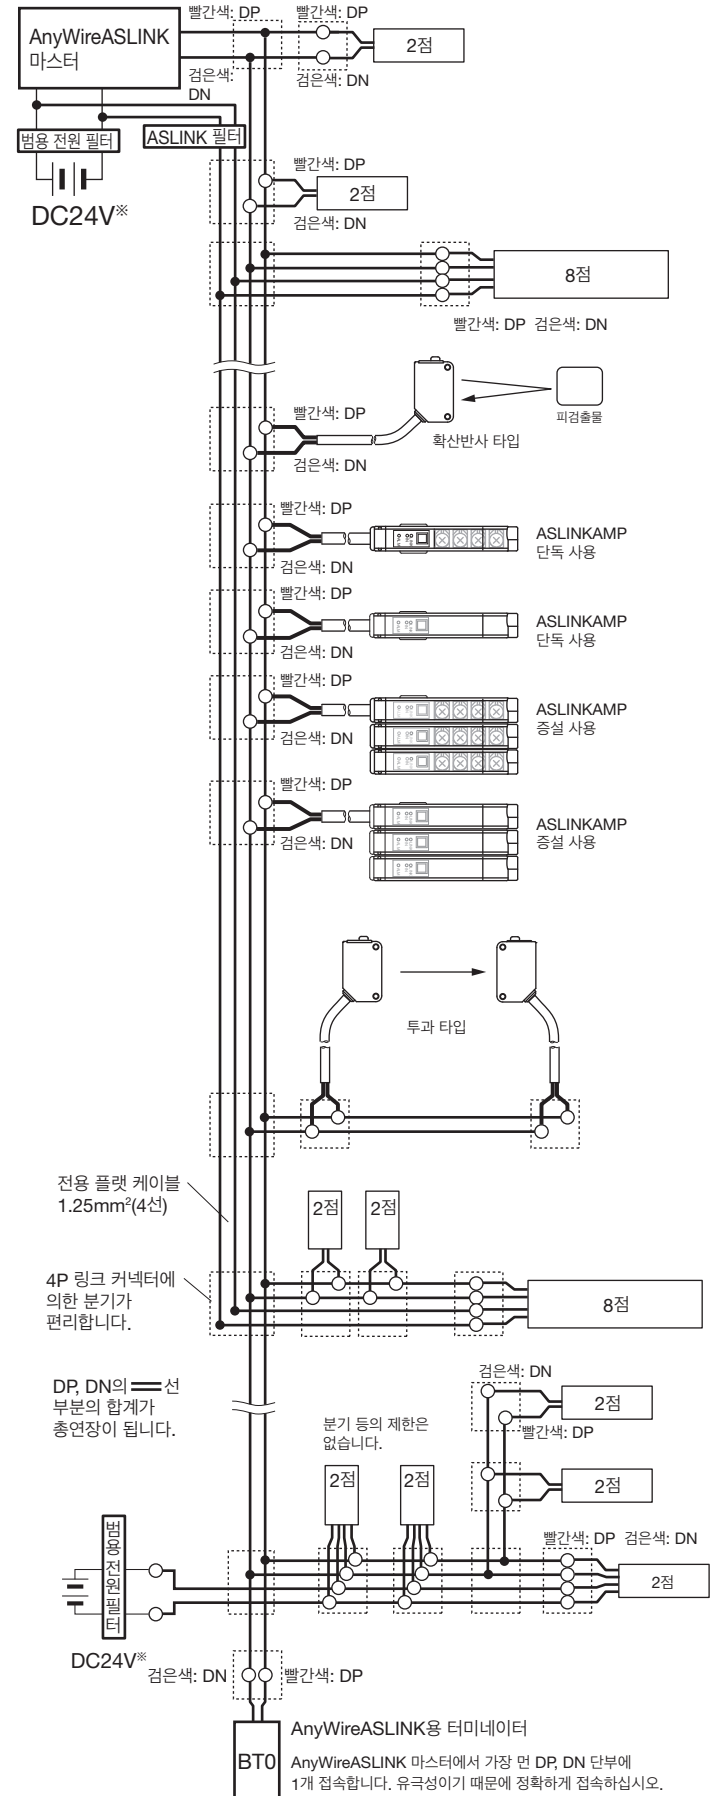 빨간색: DP
빨간색: DP
AnyWireASLINK
마스터
2점
검은색:
DN
검은색: DN
범용 전원 필터
ASLINK 필터
DC24V※
빨간색: DP
2점
검은색: DN
8점
빨간색: DP 검은색: DN
빨간색: DP
피검출물
확산반사 타입
검은색: DN
빨간색: DP
ASLINKAMP
단독 사용
검은색: DN
빨간색: DP
ASLINKAMP
단독 사용
검은색: DN
빨간색: DP
ASLINKAMP
증설 사용
검은색: DN
빨간색: DP
ASLINKAMP
증설 사용
검은색: DN
투과 타입
전용 플랫 케이블
1.25mm²(4선)
2점
2점
4P 링크 커넥터에
의한 분기가
편리합니다.
8점
DP, DN의 선
부분의 합계가
총연장이 됩니다.
검은색: DN
2점
빨간색: DP
분기 등의 제한은
없습니다.
2점
2점
2점
범용전원필터
빨간색: DP 검은색: DN
2점
DC24V※
검은색: DN
빨간색: DP
BT0
AnyWireASLINK용 터미네이터
AnyWireASLINK 마스터에서 가장 먼 DP, DN 단부에
1개 접속합니다. 유극성이기 때문에 정확하게 접속하십시오.